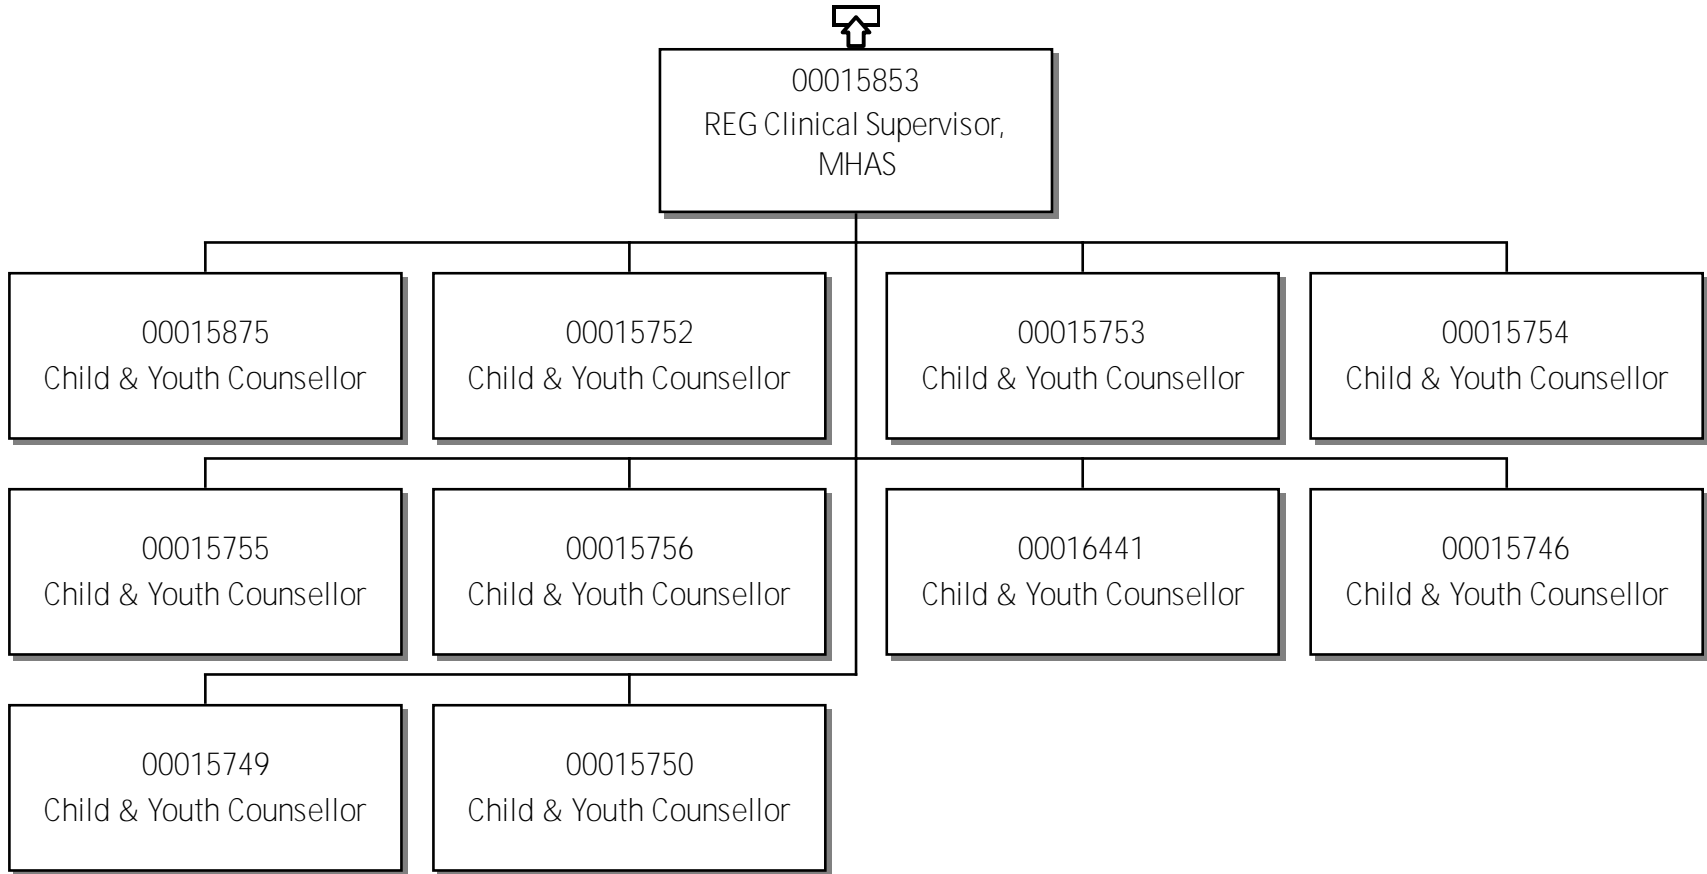 00015853
REG Clinical Supervisor,
MHAS
00015875
Child & Youth Counsellor
00015752
Child & Youth Counsellor
00015753
Child & Youth Counsellor
00015754
Child & Youth Counsellor
00015755
Child & Youth Counsellor
00015756
Child & Youth Counsellor
00016441
Child & Youth Counsellor
00015746
Child & Youth Counsellor
00015749
Child & Youth Counsellor
00015750
Child & Youth Counsellor